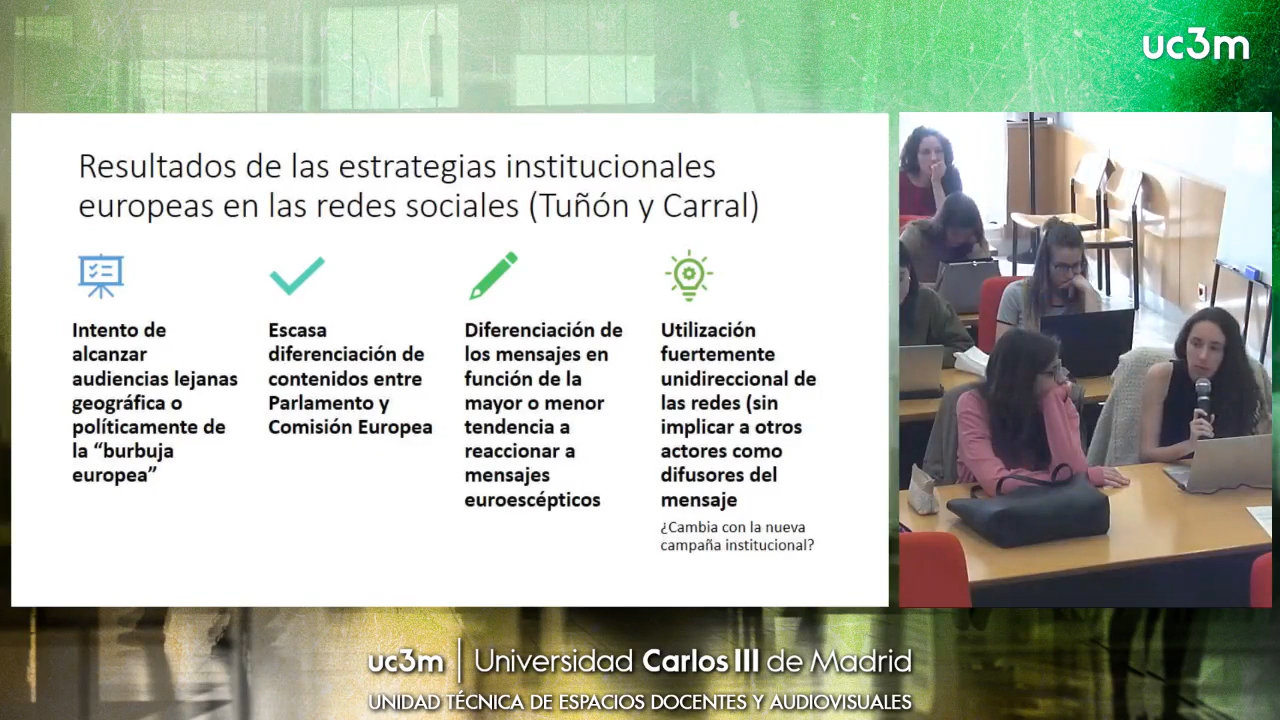 uc3m
Resultados de las estrategias institucionales
europeas en las redes sociales (Tuñón y Carral)
Intento de
alcanzar
audiencias lejanas
geográfica o
políticamente de
la “burbuja
europea”
Escasa
diferenciación de
contenidos entre
Parlamento y
Comisión Europea
Diferenciación de
los mensajes en
función de la
mayor o menor
tendencia a
reaccionar a
mensajes
euroescépticos
Utilización
fuertemente
unidireccional de
las redes (sin
implicar a otros
actores como
difusores del
mensaje
¿Cambia con la nueva
campaña institucional?
uc3m | Universidad Carlos III de Madrid
UNIDAD TÉCNICA DE ESPACIOS DOCENTES Y AUDIOVISUALES